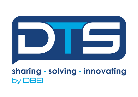 DTS
sharing - solving - innovating
by CBB